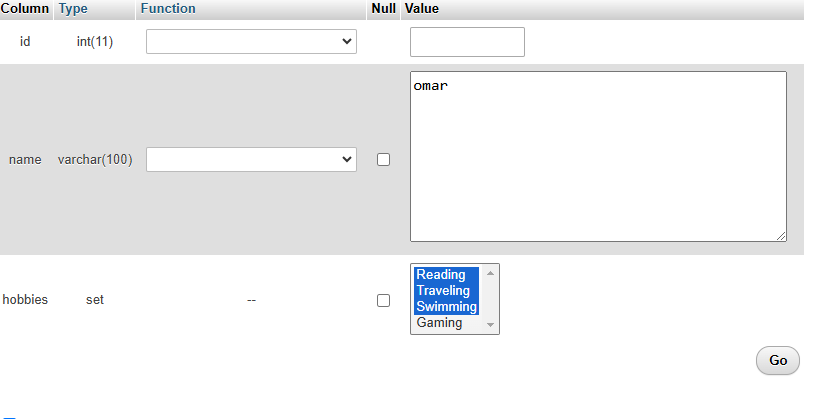 Column Type Function Null Value
id int(11)
omar
name varchar(100)
Reading
Traveling
Swimming
hobbies set --
Gaming
Go